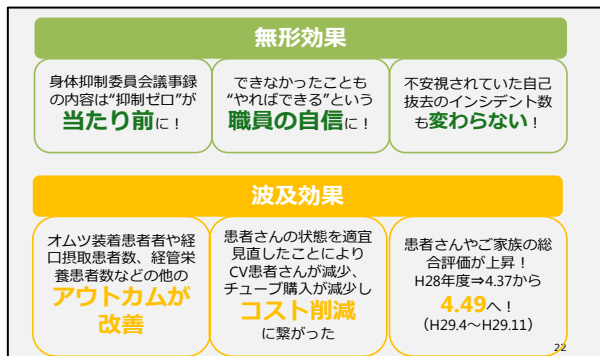 無形効果
身体抑制委員会議事録
の内容は“抑制ゼロ”が
当たり前に！
できなかったことも
“やればできる”という
職員の自信に！
不安視されていた自己
抜去のインシデント数
も変わらない！
波及効果
オムツ装着患者者や経
口摂取患者数、経管栄
養患者数などの他の
アウトカムが
改善
患者さんの状態を適宜
見直したことにより
CV患者さんが減少、
チューブ購入が減少し
コスト削減
に繋がった
患者さんやご家族の総
合評価が上昇！
H28年度⇒4.37から
4.49へ！
（H29.4～H29.11）
22